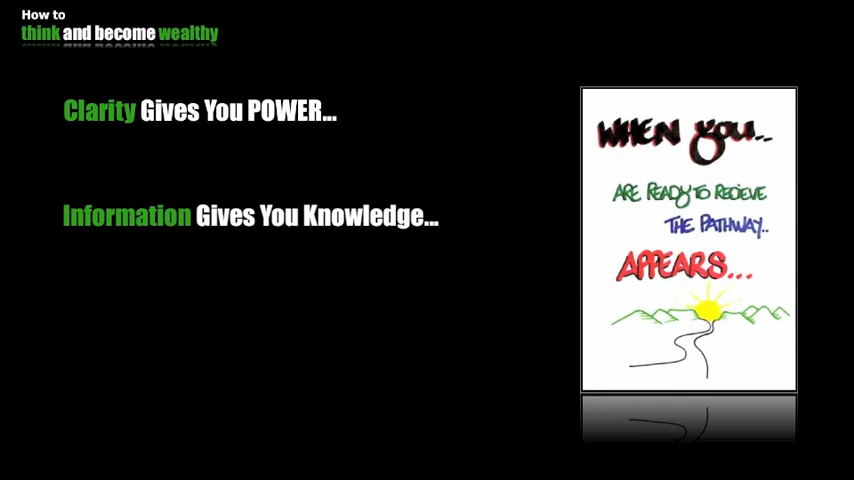 How to
think and become wealthy
Clarity Gives You POWER...
Information Gives You Knowledge...
WHEN YOU..
ARE READY TO RECIEVE
THE PATHWAY..
APPEARS...